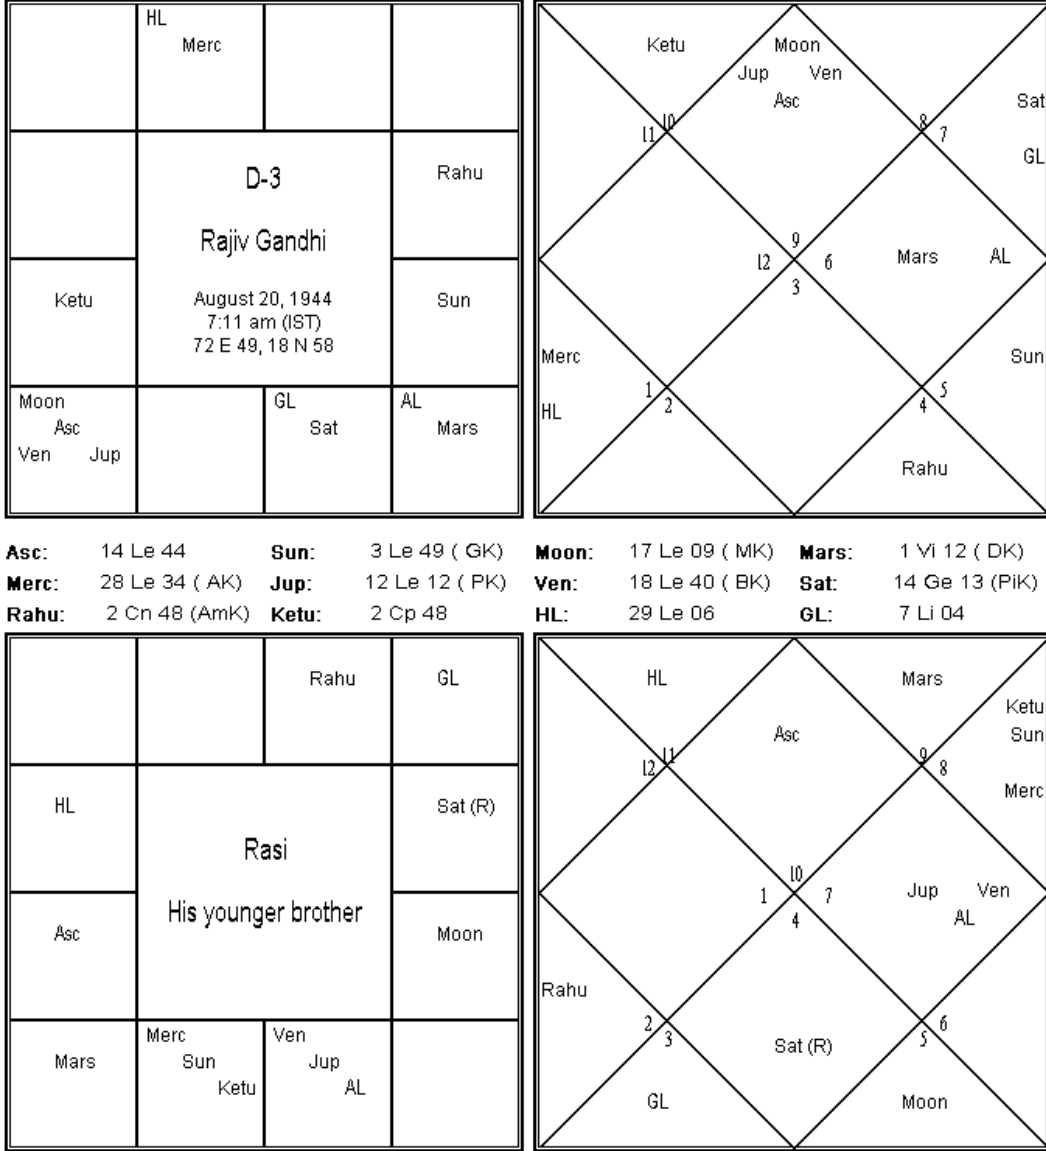 HL
Merc
D-3
Rajiv Gandhi
August 20, 1944
7:11 am (IST)
72 E 49, 18 N 58
Rahu
Ketu
Sun
Moon
Asc
Ven Jup
GL
Sat
AL
Mars
Ketu
Moon
Jup Ven
Asc
Sat
GL
10
11
8
7
9
12 6
3
Mars AL
Merc
HL
Sun
1
2
5
4
Rahu
Asc: 14 Le 44 Sun: 3 Le 49 ( GK) Moon: 17 Le 09 ( MK) Mars: 1 Vi 12 ( DK)
Merc: 28 Le 34 ( AK) Jup: 12 Le 12 ( PK) Ven: 18 Le 40 ( BK) Sat: 14 Ge 13 (PiK)
Rahu: 2 Cn 48 (AmK) Ketu: 2 Cp 48 HL: 29 Le 06 GL: 7 Li 04
Rahu
GL
HL
Sat (R)
Rasi
His younger brother
Asc
Moon
Mars
Merc
Sun
Ketu
Ven
Jup
AL
HL
Asc
Mars
Ketu
Sun
Merc
11
12
9
8
10
1 7
4
Jup Ven
AL
Rahu
2
3
6
5
Sat (R)
GL
Moon